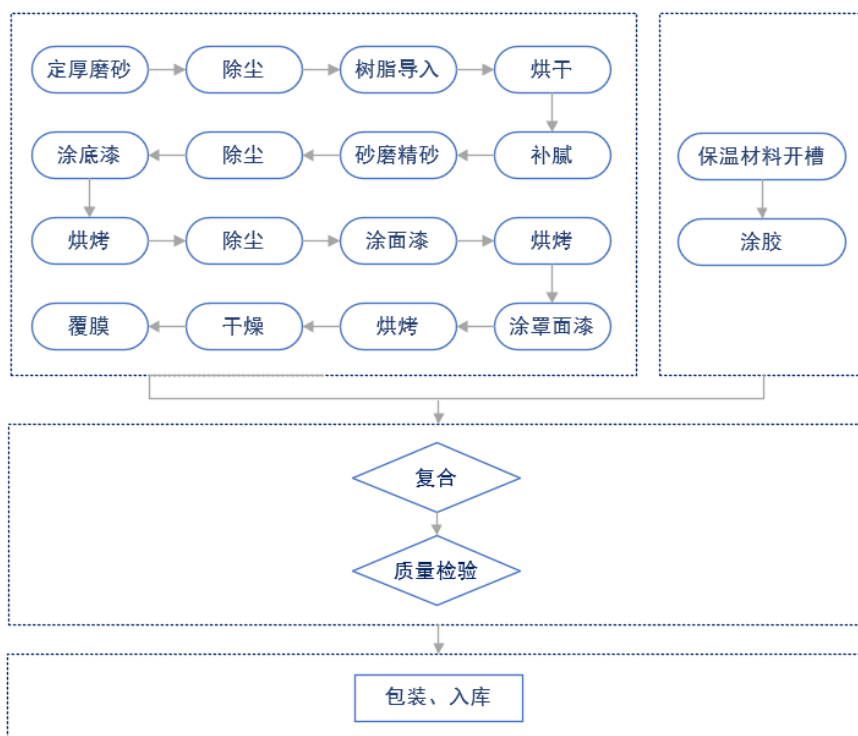 定厚磨砂
除尘
树脂导入
烘干
补腻
砂磨精砂
除尘
涂底漆
烘烤
除尘
涂面漆
烘烤
涂罩面漆
烘烤
干燥
覆膜
保温材料开槽
涂胶
复合
质量检验
包装、入库